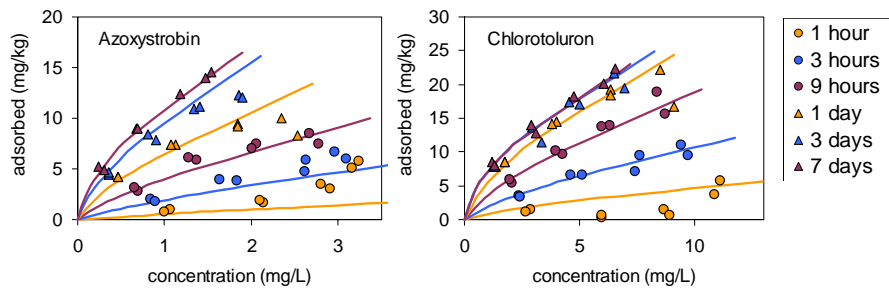 Azoxystrobin
adsorbed (mg/kg)
20
15
10
5
0
0 1 2 3
concentration (mg/L)
Chlorotoluron
adsorbed (mg/kg)
30
25
20
15
10
5
0
0 5 10
concentration (mg/L)
1 hour
3 hours
9 hours
1 day
3 days
7 days